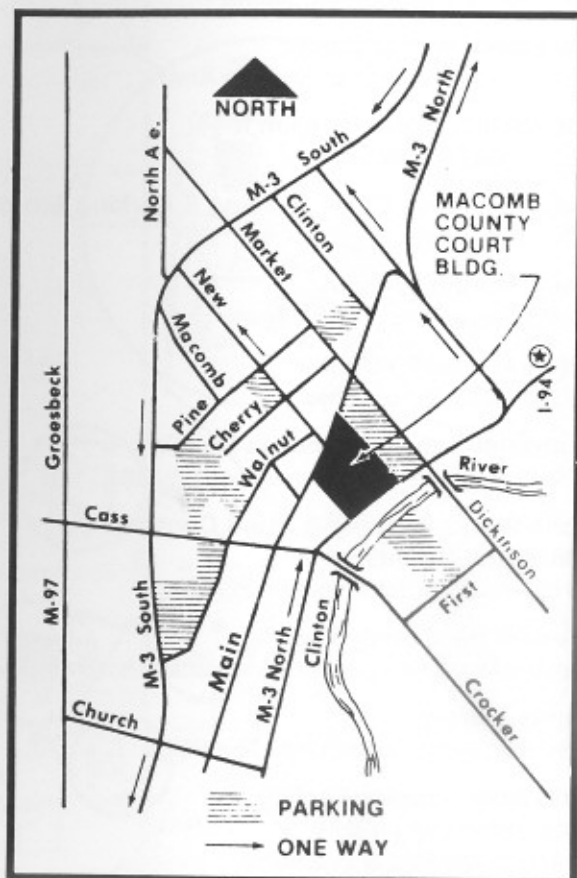 NORTH
North A e.
M-3 South
M-3 North
Clinton
Market
New
Macomb
MACOMB
COUNTY
COURT
BLDG.
Pine
Cherry
Walnut
I-94
Groesbeck
M-97
Cass
River
Dickinson
First
M-3 South
Main
M-3 North
Clinton
Crocker
Church
PARKING
ONE WAY